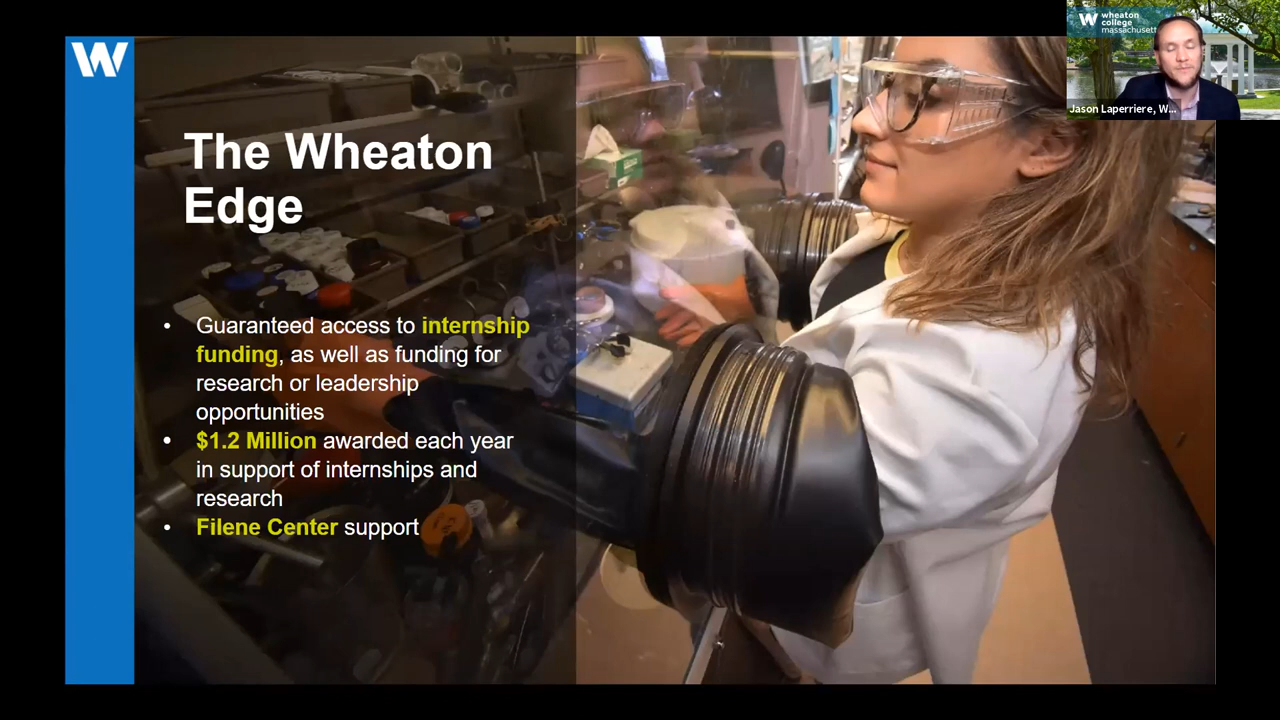 W
The Wheaton
Edge
• Guaranteed access to internship
funding, as well as funding for
research or leadership
opportunities
• $1.2 Million awarded each year
in support of internships and
research
• Filene Center support
W wheaton
college
massachusett
Jason Laperriere, W...